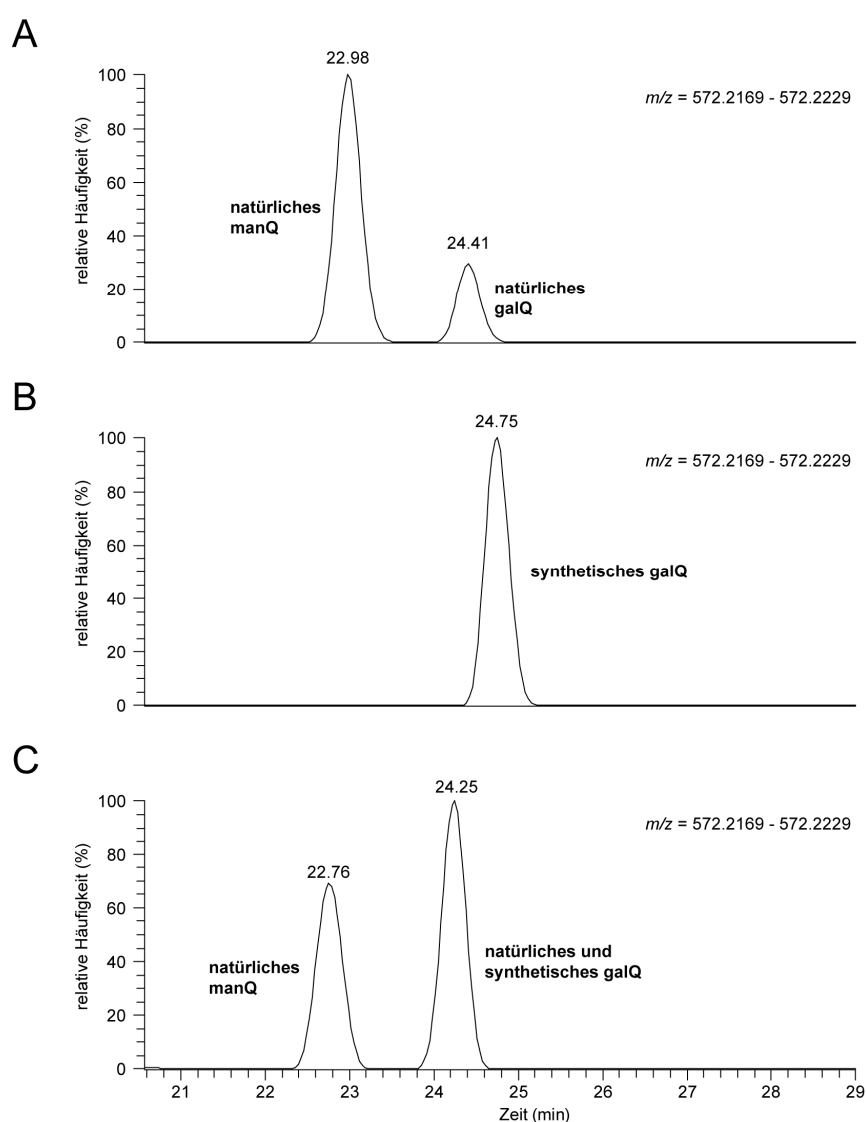 A
22.98
100
m/z = 572.2169 - 572.2229
80
60
natürliches
manQ
40
24.41
natürliches
galQ
20
0
relative Häufigkeit (%)
B
24.75
100
m/z = 572.2169 - 572.2229
80
60
synthetisches galQ
40
20
0
relative Häufigkeit (%)
C
24.25
100
m/z = 572.2169 - 572.2229
80
22.76
60
natürliches
manQ
natürliches und
synthetisches galQ
40
20
0
relative Häufigkeit (%)
21 22 23 24 25 26 27 28 29
Zeit (min)